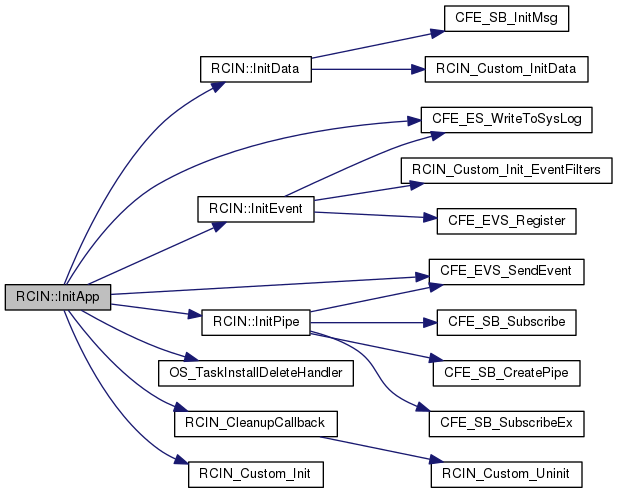 CFE_SB_InitMsg
RCIN::InitData
RCIN_Custom_InitData
CFE_ES_WriteToSysLog
RCIN_Custom_Init_EventFilters
RCIN::InitEvent
CFE_EVS_Register
CFE_EVS_SendEvent
RCIN::InitApp
RCIN::InitPipe
CFE_SB_Subscribe
OS_TaskInstallDeleteHandler
CFE_SB_CreatePipe
RCIN_CleanupCallback
CFE_SB_SubscribeEx
RCIN_Custom_Init
RCIN_Custom_Uninit